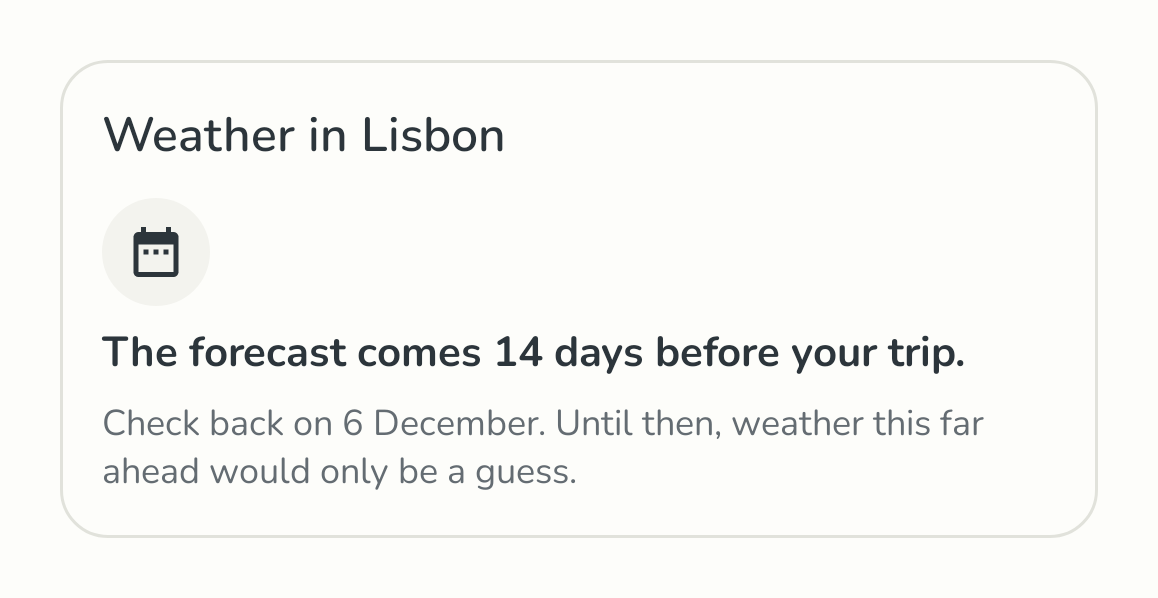 Weather in Lisbon
The forecast comes 14 days before your trip.
Check back on 6 December. Until then, weather this far
ahead would only be a guess.